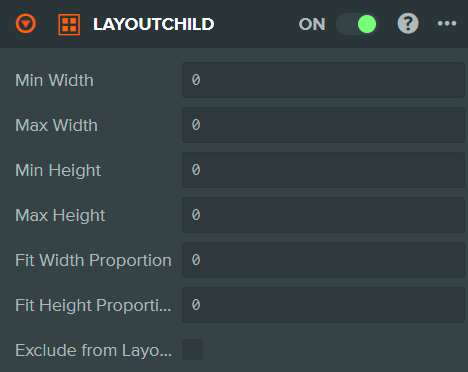 LAYOUTCHILD ON ?
Min Width 0
Max Width 0
Min Height 0
Max Height 0
Fit Width Proportion 0
Fit Height Proporti... 0
Exclude from Layo...